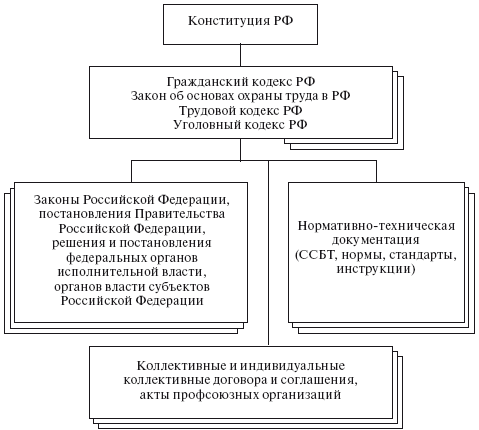 Конституция РФ
Гражданский кодекс РФ
Закон об основах охраны труда в РФ
Трудовой кодекс РФ
Уголовный кодекс РФ
Законы Российской Федерации,
постановления Правительства
Российской Федерации,
решения и постановления
федеральных органов
исполнительной власти,
органов власти субъектов
Российской Федерации
Нормативно-техническая
документация
(ССБТ, нормы, стандарты,
инструкции)
Коллективные и индивидуальные
коллективные договора и соглашения,
акты профсоюзных организаций